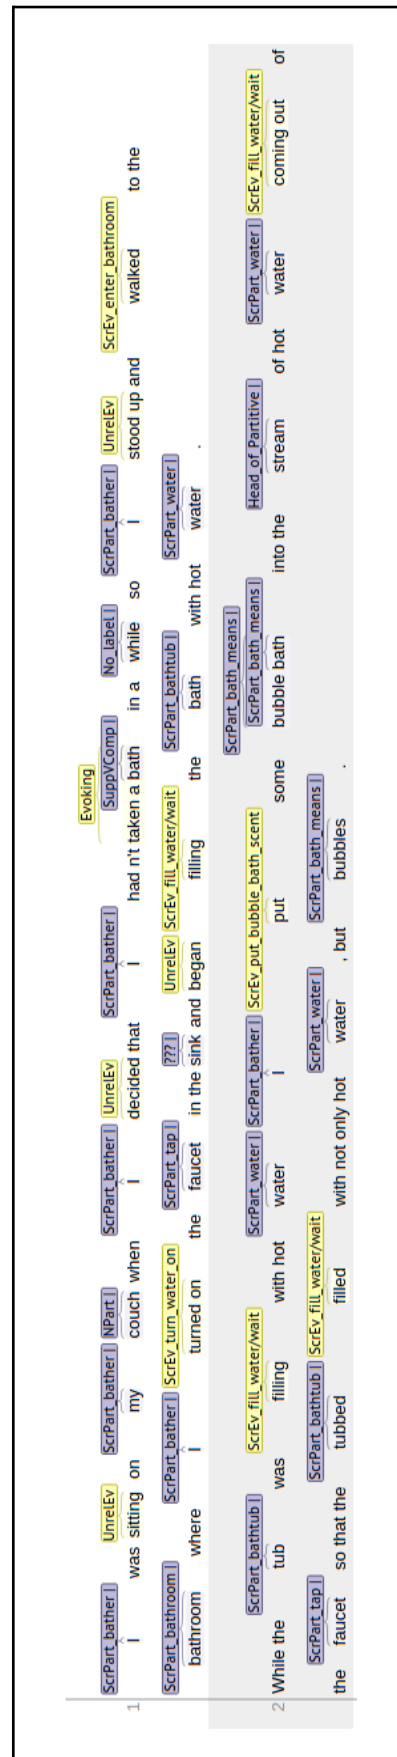 Evoking
ScrPart_bather | UnrelEv ScrPart_bather | NPart | ScrPart_bather | UnrelEv ScrPart_bather | SuppVComp | No_label | ScrPart_bather | UnrelEv ScrEv_enter_bathroom
1 I was sitting on my couch when I decided that I had n't taken a bath in a while so I stood up and walked to the
ScrPart_bathroom | ScrPart_bather | ScrEv_turn_water_on ScrPart_tap | ??? | UnrelEv ScrEv_fill_water/wait ScrPart_bathtub | ScrPart_water |
bathroom where I turned on the faucet in the sink and began filling the bath with hot water .
ScrPart_bath_means |
ScrPart_bathtub | ScrEv_fill_water/wait ScrPart_water | ScrPart_bather | ScrEv_put_bubble_bath_scent ScrPart_bath_means | Head_of_Partitive | ScrPart_water | ScrEv_fill_water/wait
2 While the tub was filling with hot water I put some bubble bath into the stream of hot water coming out of
ScrPart_tap | ScrPart_bathtub | ScrEv_fill_water/wait ScrPart_water | ScrPart_bath_means |
the faucet so that the tubbed filled with not only hot water , but bubbles .